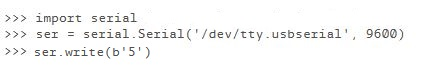 >>> import serial
>>> ser = serial.Serial('/dev/tty.usbserial', 9600)
>>> ser.write(b'5')